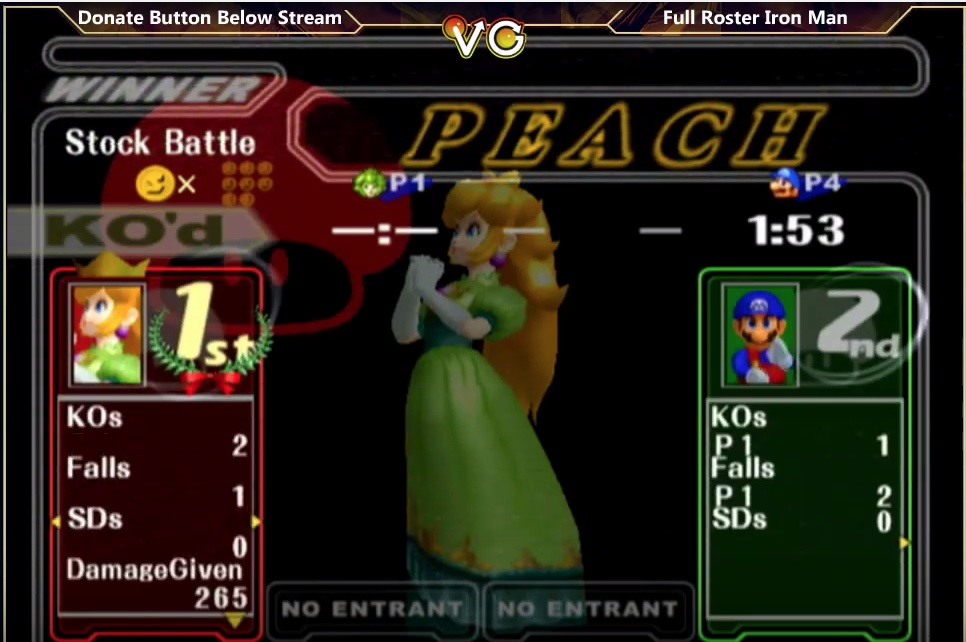 Donate Button Below Stream
VG
Full Roster Iron Man
WINNER
PEACH
Stock Battle
×
P1
P4
KO'd
—:— — —
1:53
1st
2nd
KOs
2
Falls
1
SDs
0
DamageGiven
265
KOs
P1 1
Falls
P1 2
SDs 0
NO ENTRANT
NO ENTRANT